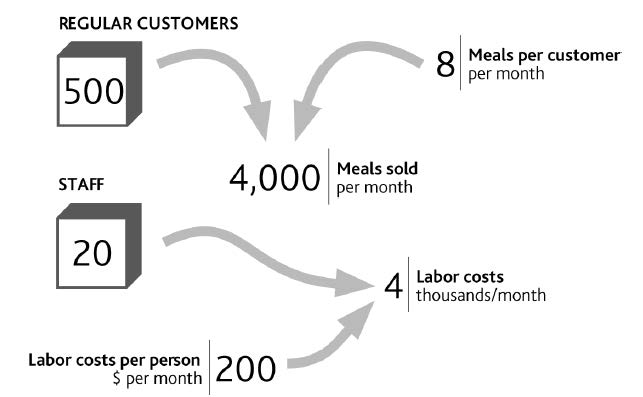 REGULAR CUSTOMERS
500
8
Meals per customer
per month
4,000
Meals sold
per month
STAFF
20
4
Labor costs
thousands/month
Labor costs per person
$ per month
200